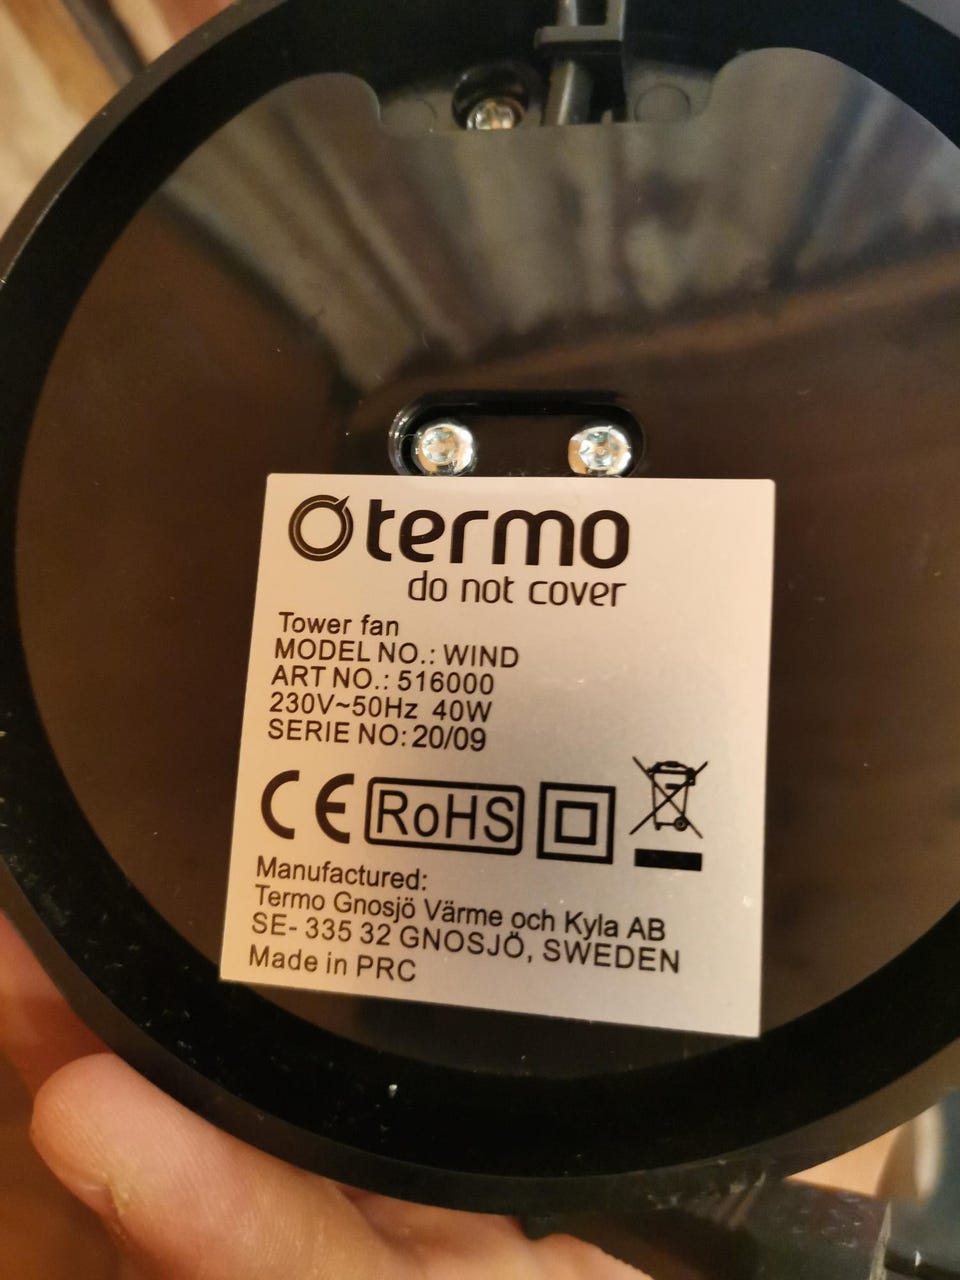 termo
do not cover
Tower fan
MODEL NO.: WIND
ART NO.: 516000
230V~50Hz 40W
SERIE NO: 20/09
CE RoHS
Manufactured:
Termo Gnosjö Värme och Kyla AB
SE- 335 32 GNOSJÖ, SWEDEN
Made in PRC